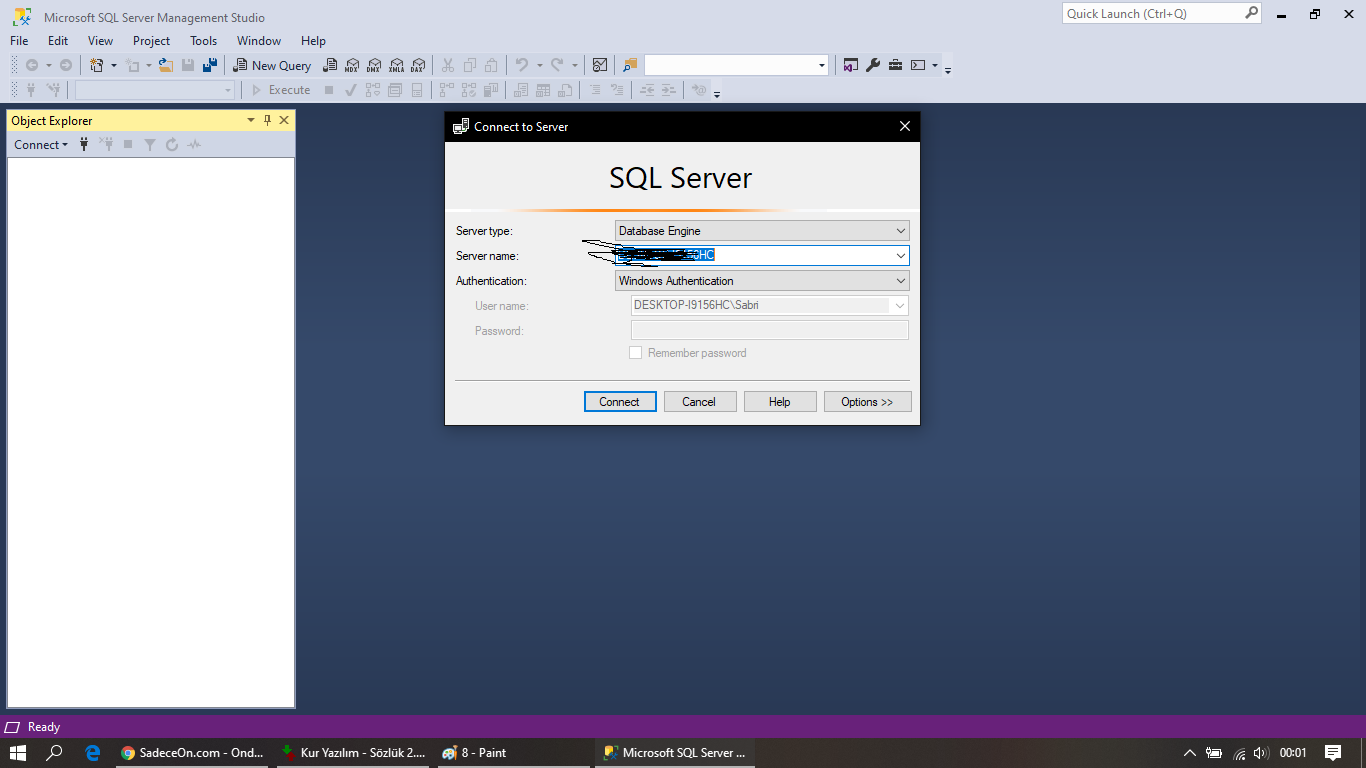 Microsoft SQL Server Management Studio
Quick Launch (Ctrl+Q)
File Edit View Project Tools Window Help
New Query MDX DMX XMLA DAX
Execute
Object Explorer
Connect
Connect to Server
SQL Server
Server type: Database Engine
Server name:
Authentication: Windows Authentication
User name: DESKTOP-I9156HC\Sabri
Password:
Remember password
Connect Cancel Help Options >>
Ready
SadeceOn.com - Ond... Kur Yazılım - Sözlük 2.... 8 - Paint Microsoft SQL Server ... 00:01